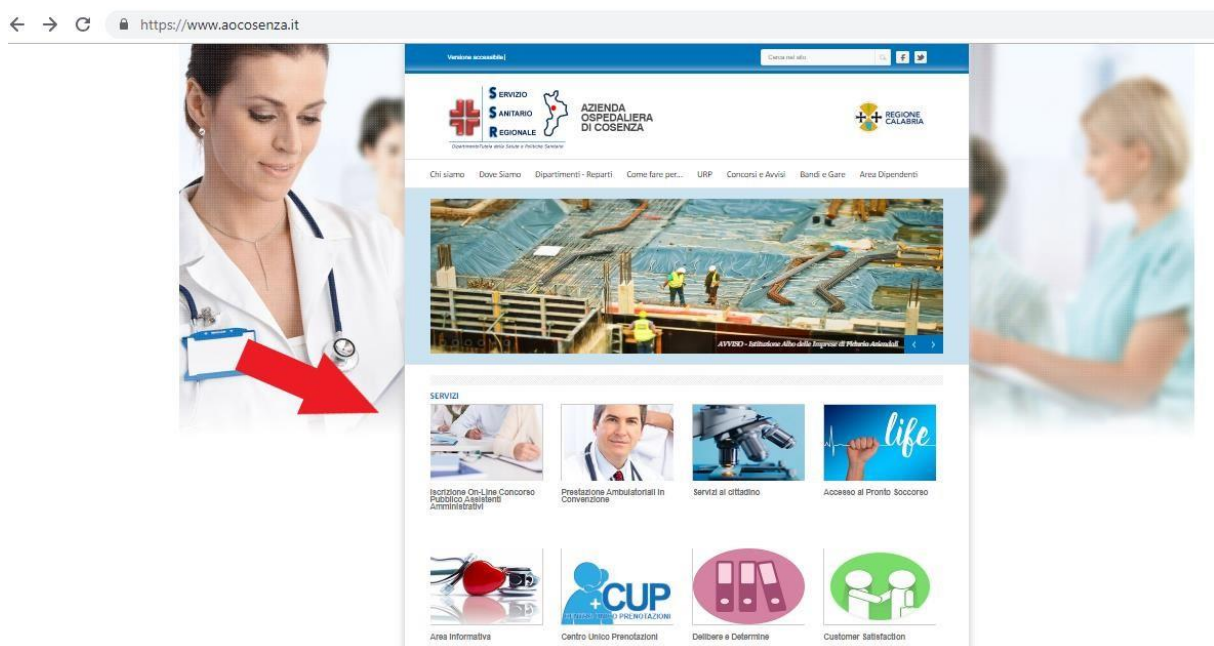 https://www.aocosenza.it
Versione accessibile|
Cerca nel sito
SERVIZIO
SANITARIO
REGIONALE
AZIENDA
OSPEDALIERA
DI COSENZA
REGIONE
CALABRIA
Chi siamo Dove Siamo Dipartimenti - Reparti Come fare per... URP Concorsi e Avvisi Bandi e Gare Area Dipendenti
AVVISO - Istituzione Albo delle Imprese di Fiducia Aziendali
SERVIZI
life
Iscrizione On-Line Concorso
Pubblico Assistenti
Amministrativi
Prestazione Ambulatoriali in
Convenzione
Servizi al cittadino
Accesso al Pronto Soccorso
CUP
PRENOTAZIONI
Area Informativa
Centro Unico Prenotazioni
Delibere e Determine
Customer Satisfaction